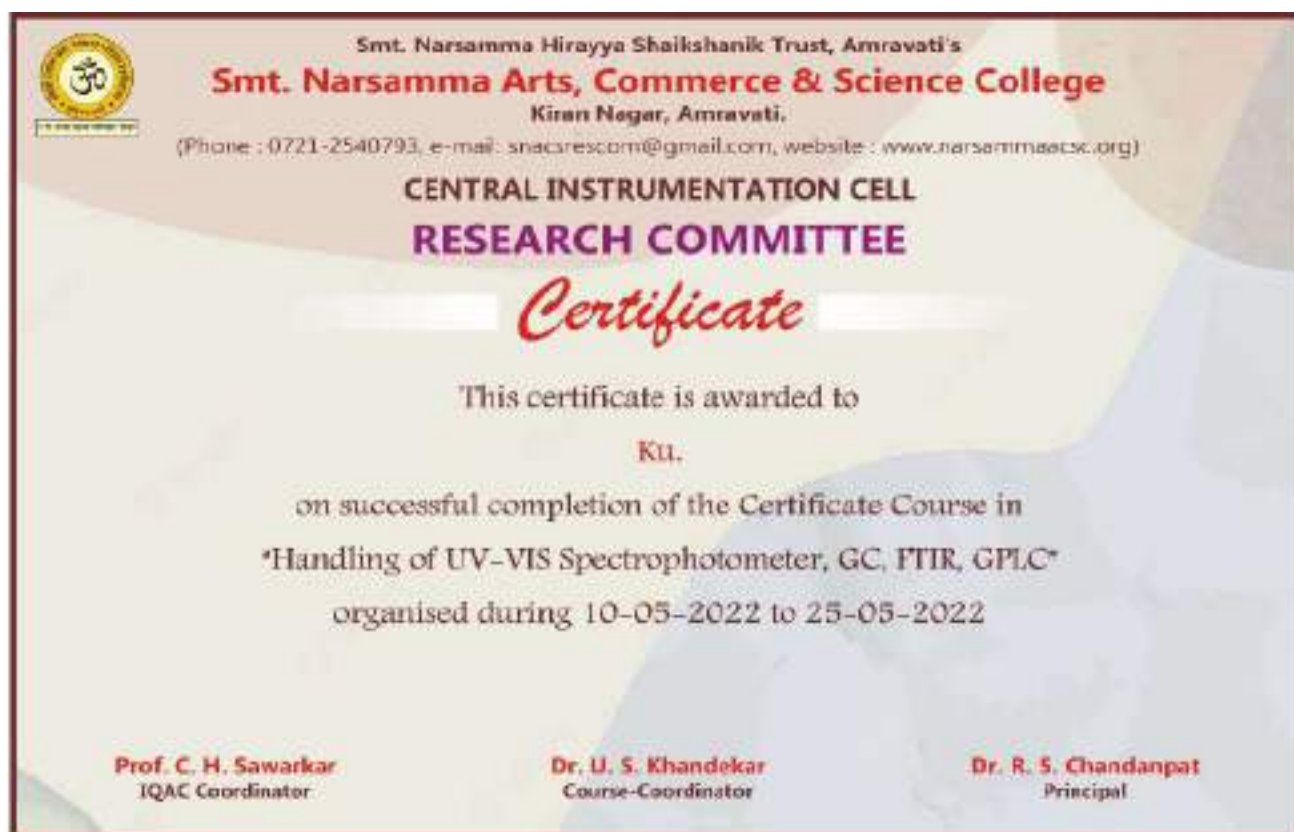 Smt. Narsamma Hirayya Shaikshanik Trust, Amravati's
Smt. Narsamma Arts, Commerce & Science College
Kiran Nagar, Amravati.
(Phone : 0721-2540793, e-mail: snacsrescom@gmail.com, website : www.narsammaacsc.org)
CENTRAL INSTRUMENTATION CELL
RESEARCH COMMITTEE
Certificate
This certificate is awarded to
Ku.
on successful completion of the Certificate Course in
"Handling of UV-VIS Spectrophotometer, GC, FTIR, GPLC"
organised during 10-05-2022 to 25-05-2022
Prof. C. H. Sawarkar
IQAC Coordinator
Dr. U. S. Khandekar
Course-Coordinator
Dr. R. S. Chandanpat
Principal